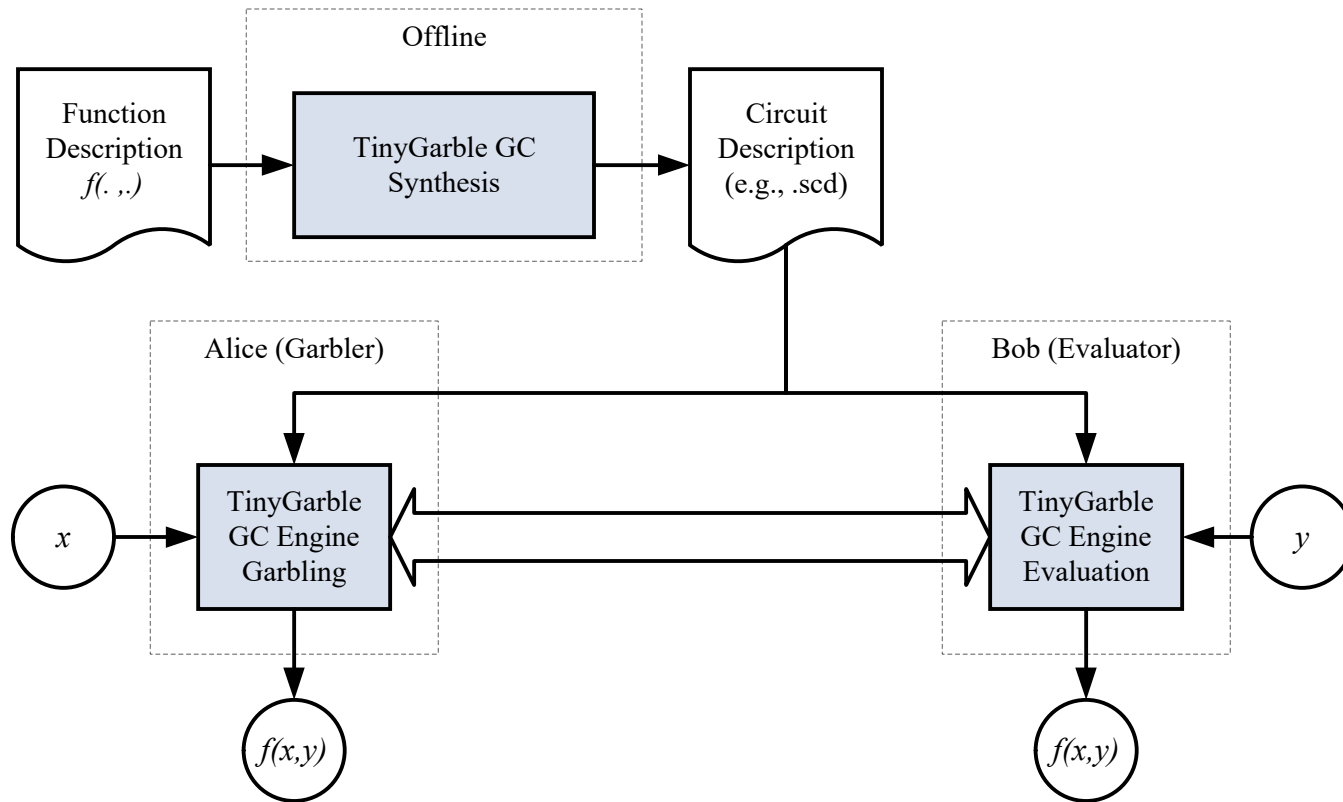 Offline
Function
Description
f(. ,.)
TinyGarble GC
Synthesis
Circuit
Description
(e.g., .scd)
Alice (Garbler)
Bob (Evaluator)
x
TinyGarble
GC Engine
Garbling
TinyGarble
GC Engine
Evaluation
y
f(x,y)
f(x,y)